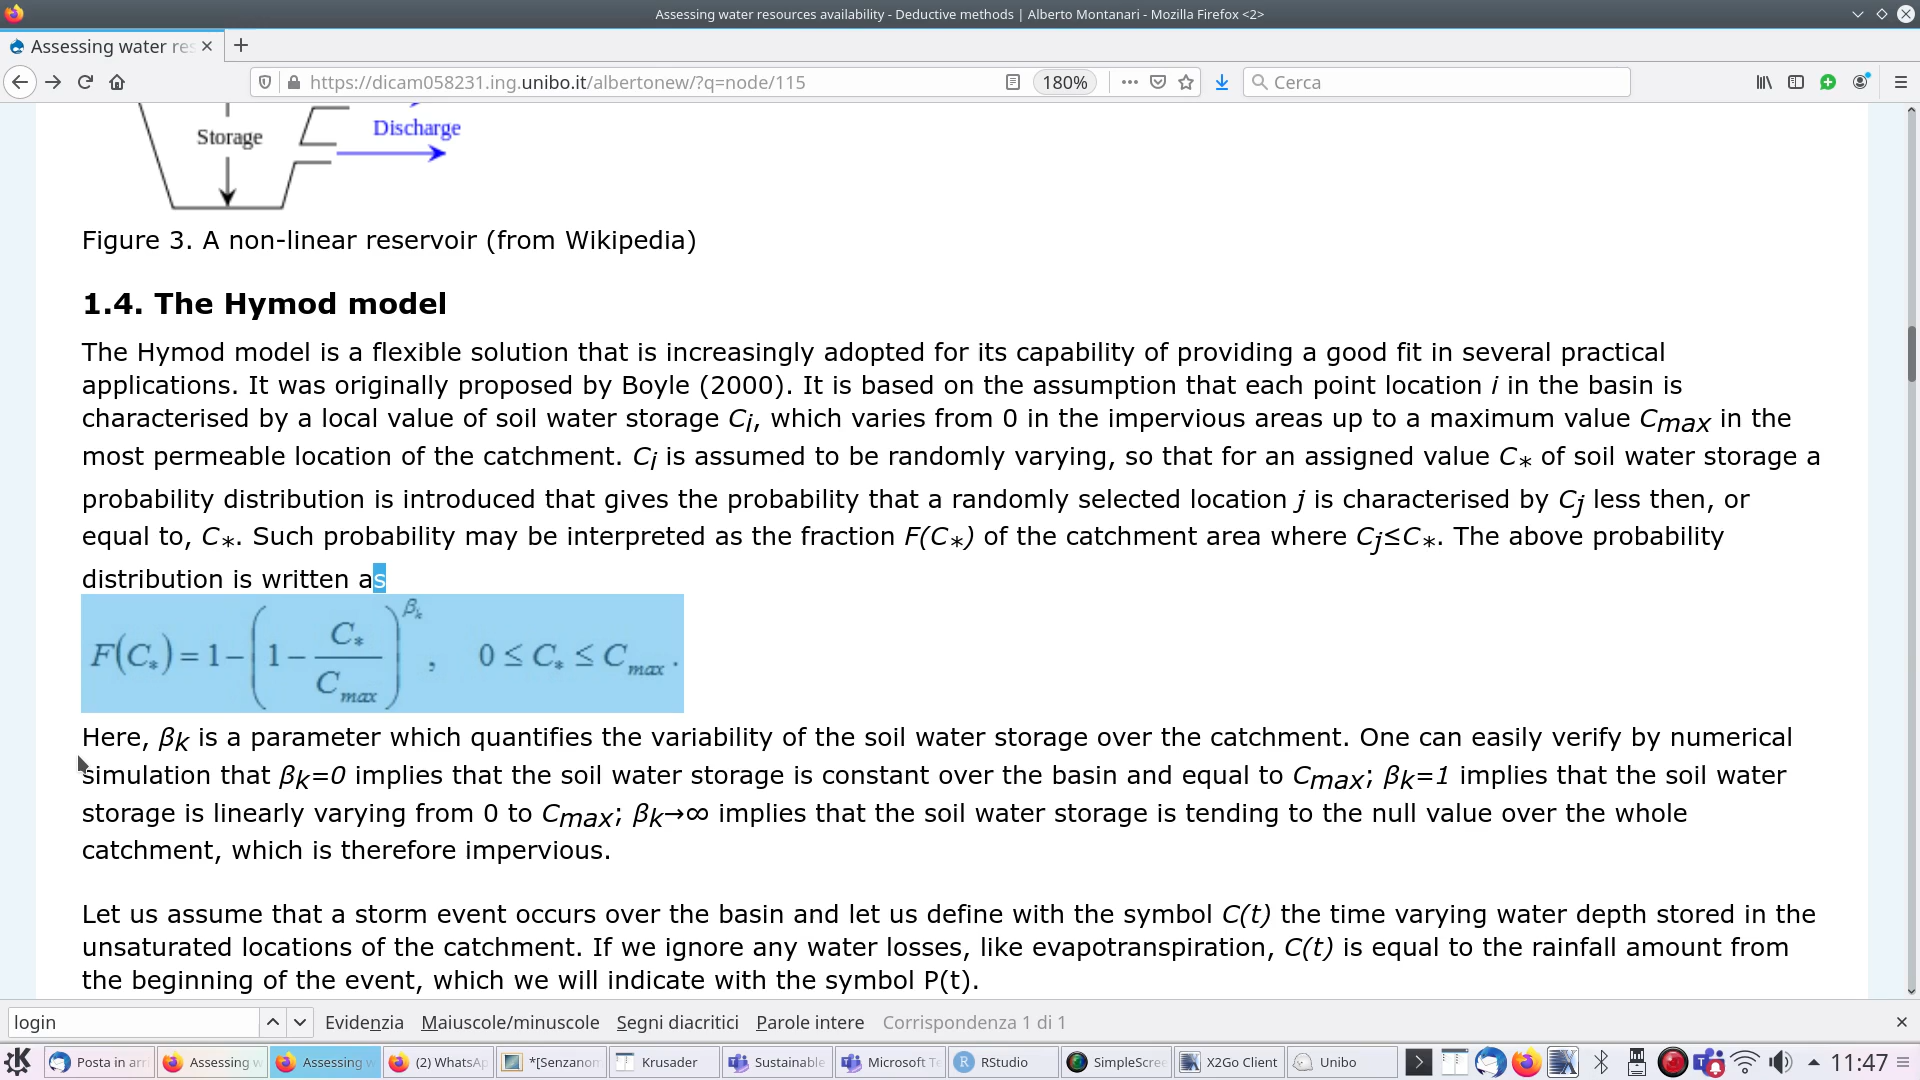 Assessing water resources availability - Deductive methods | Alberto Montanari - Mozilla Firefox <2>
Assessing water res
https://dicam058231.ing.unibo.it/albertonew/?q=node/115
180%
Cerca
Storage
Discharge
Figure 3. A non-linear reservoir (from Wikipedia)
1.4. The Hymod model
The Hymod model is a flexible solution that is increasingly adopted for its capability of providing a good fit in several practical
applications. It was originally proposed by Boyle (2000). It is based on the assumption that each point location i in the basin is
characterised by a local value of soil water storage Ci, which varies from 0 in the impervious areas up to a maximum value Cmax in the
most permeable location of the catchment. Ci is assumed to be randomly varying, so that for an assigned value C* of soil water storage a
probability distribution is introduced that gives the probability that a randomly selected location j is characterised by Cj less then, or
equal to, C*. Such probability may be interpreted as the fraction F(C*) of the catchment area where Cj≤C*. The above probability
distribution is written as
F(C*) = 1 − (1 − C*/Cmax)^βk , 0 ≤ C* ≤ Cmax .
Here, βk is a parameter which quantifies the variability of the soil water storage over the catchment. One can easily verify by numerical
simulation that βk=0 implies that the soil water storage is constant over the basin and equal to Cmax; βk=1 implies that the soil water
storage is linearly varying from 0 to Cmax; βk→∞ implies that the soil water storage is tending to the null value over the whole
catchment, which is therefore impervious.
Let us assume that a storm event occurs over the basin and let us define with the symbol C(t) the time varying water depth stored in the
unsaturated locations of the catchment. If we ignore any water losses, like evapotranspiration, C(t) is equal to the rainfall amount from
the beginning of the event, which we will indicate with the symbol P(t).
login
Evidenzia
Maiuscole/minuscole
Segni diacritici
Parole intere
Corrispondenza 1 di 1
Posta in arri
Assessing w
Assessing w
(2) WhatsAp
*[Senzanom
Krusader
Sustainable
Microsoft Te
RStudio
SimpleScree
X2Go Client
Unibo
11:47